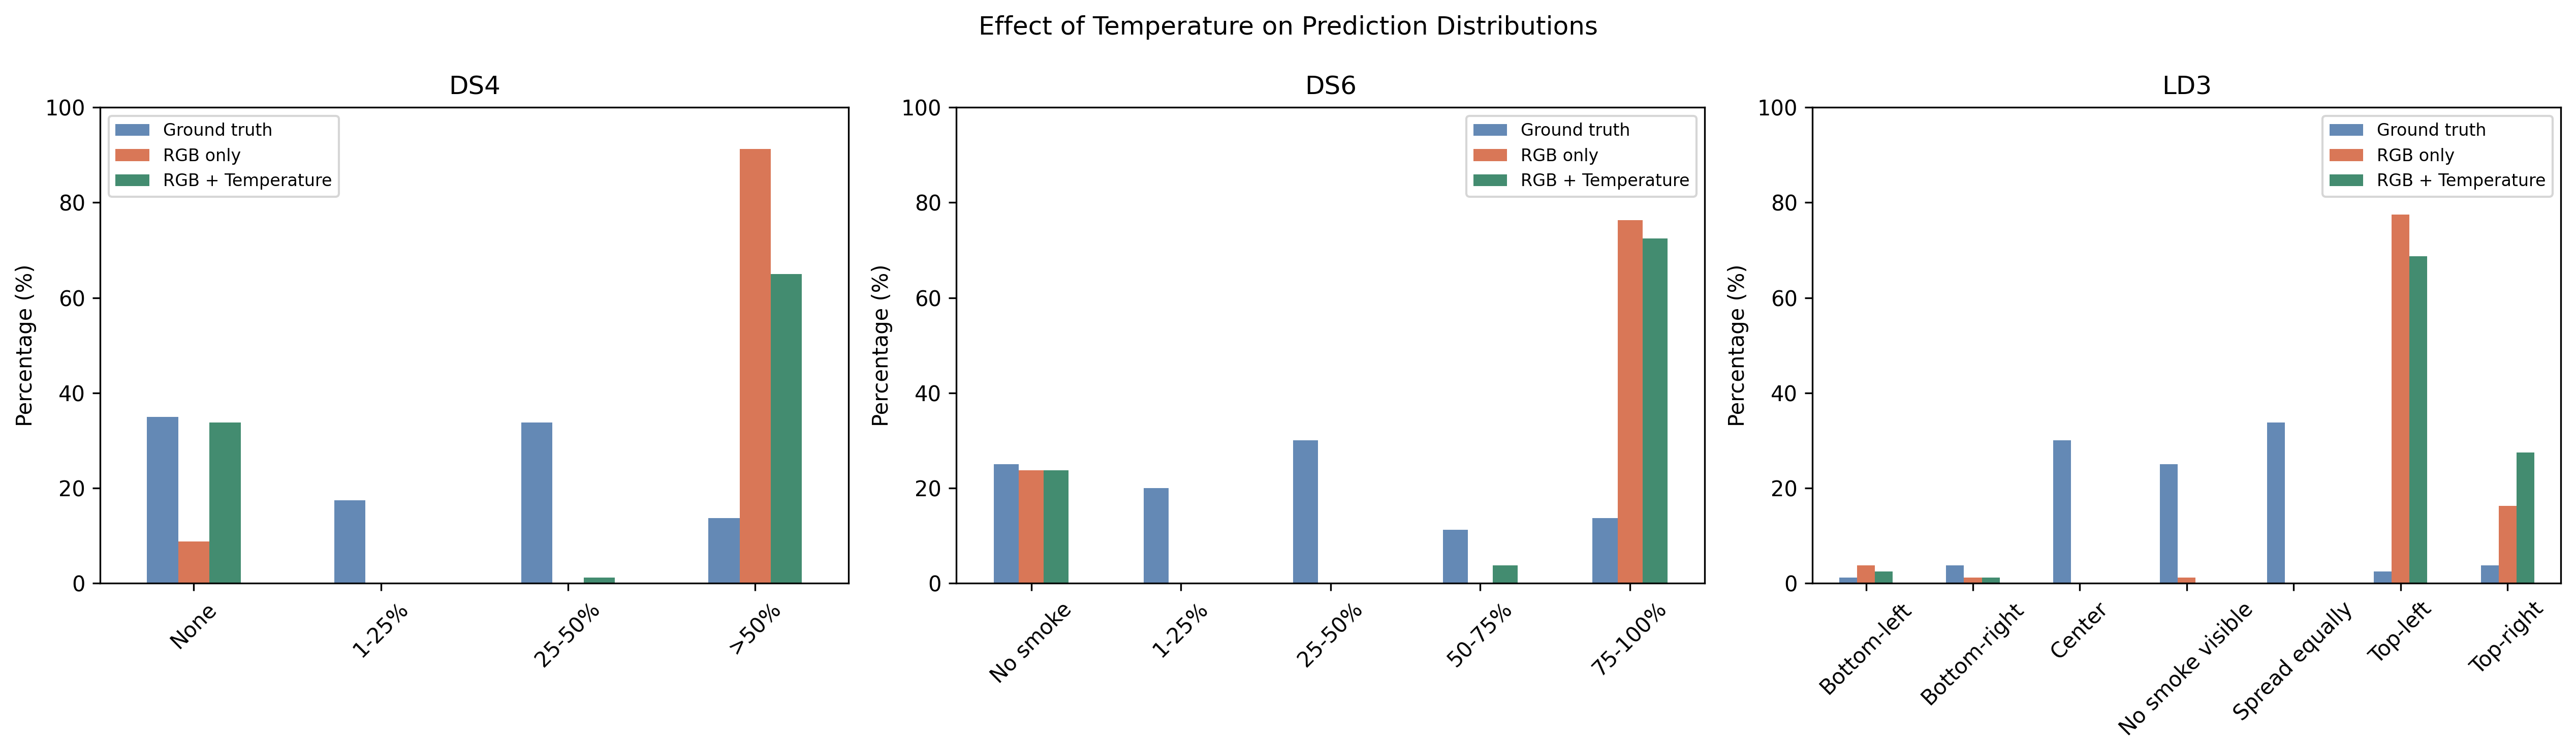 Effect of Temperature on Prediction Distributions
DS4
Percentage (%)
100
80
60
40
20
0
Ground truth
RGB only
RGB + Temperature
None
1-25%
25-50%
>50%
DS6
Percentage (%)
100
80
60
40
20
0
Ground truth
RGB only
RGB + Temperature
No smoke
1-25%
25-50%
50-75%
75-100%
LD3
Percentage (%)
100
80
60
40
20
0
Ground truth
RGB only
RGB + Temperature
Bottom-left
Bottom-right
Center
No smoke visible
Spread equally
Top-left
Top-right